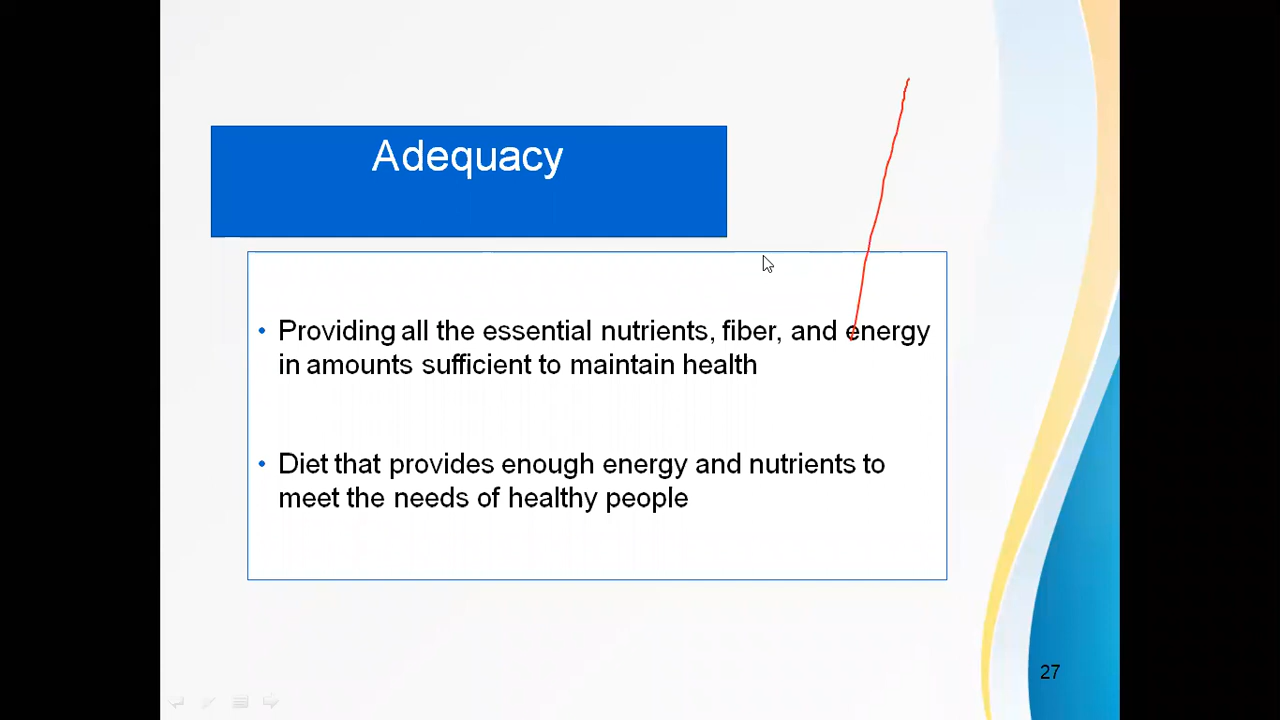 Adequacy
• Providing all the essential nutrients, fiber, and energy
in amounts sufficient to maintain health
• Diet that provides enough energy and nutrients to
meet the needs of healthy people
27